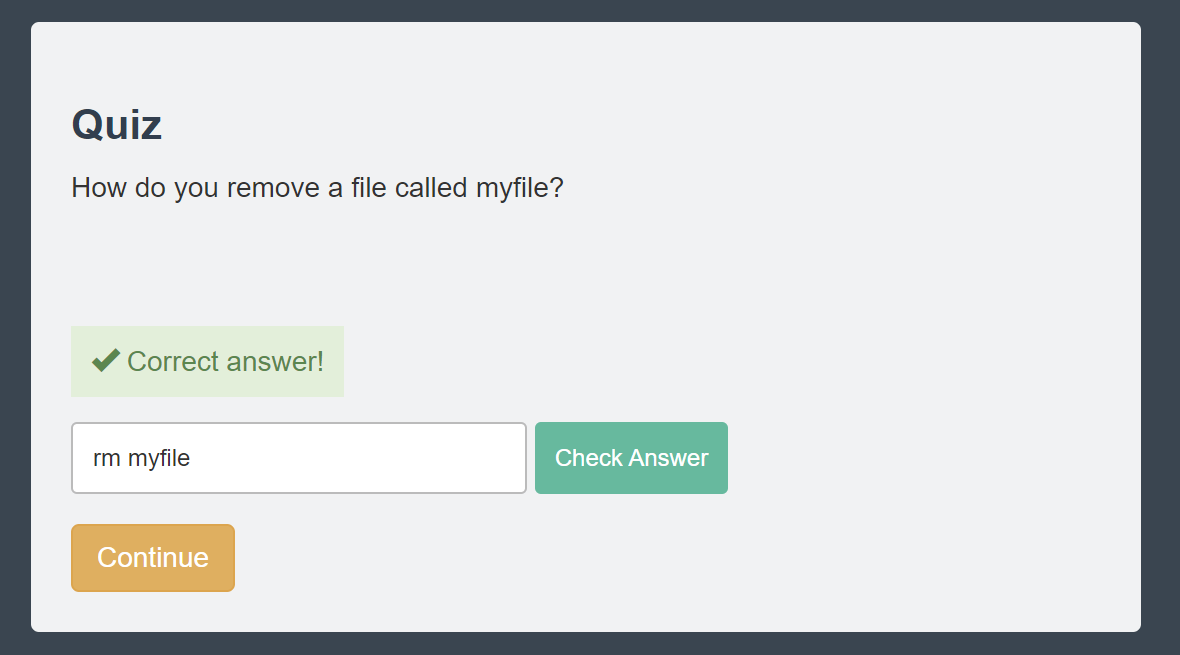 Quiz
How do you remove a file called myfile?
Correct answer!
rm myfile
Check Answer
Continue